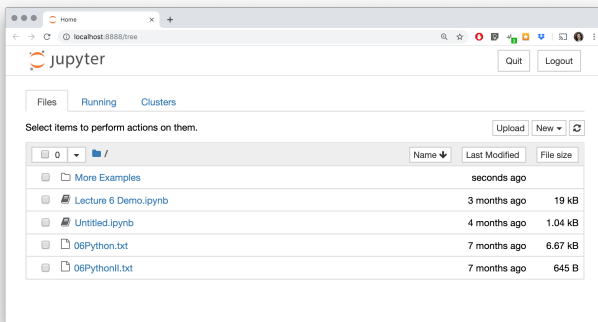 Home
localhost:8888/tree
jupyter
Quit Logout
Files Running Clusters
Select items to perform actions on them.
Upload New
0 / Name Last Modified File size
More Examples seconds ago
Lecture 6 Demo.ipynb 3 months ago 19 kB
Untitled.ipynb 4 months ago 1.04 kB
06Python.txt 7 months ago 6.67 kB
06PythonII.txt 7 months ago 645 B